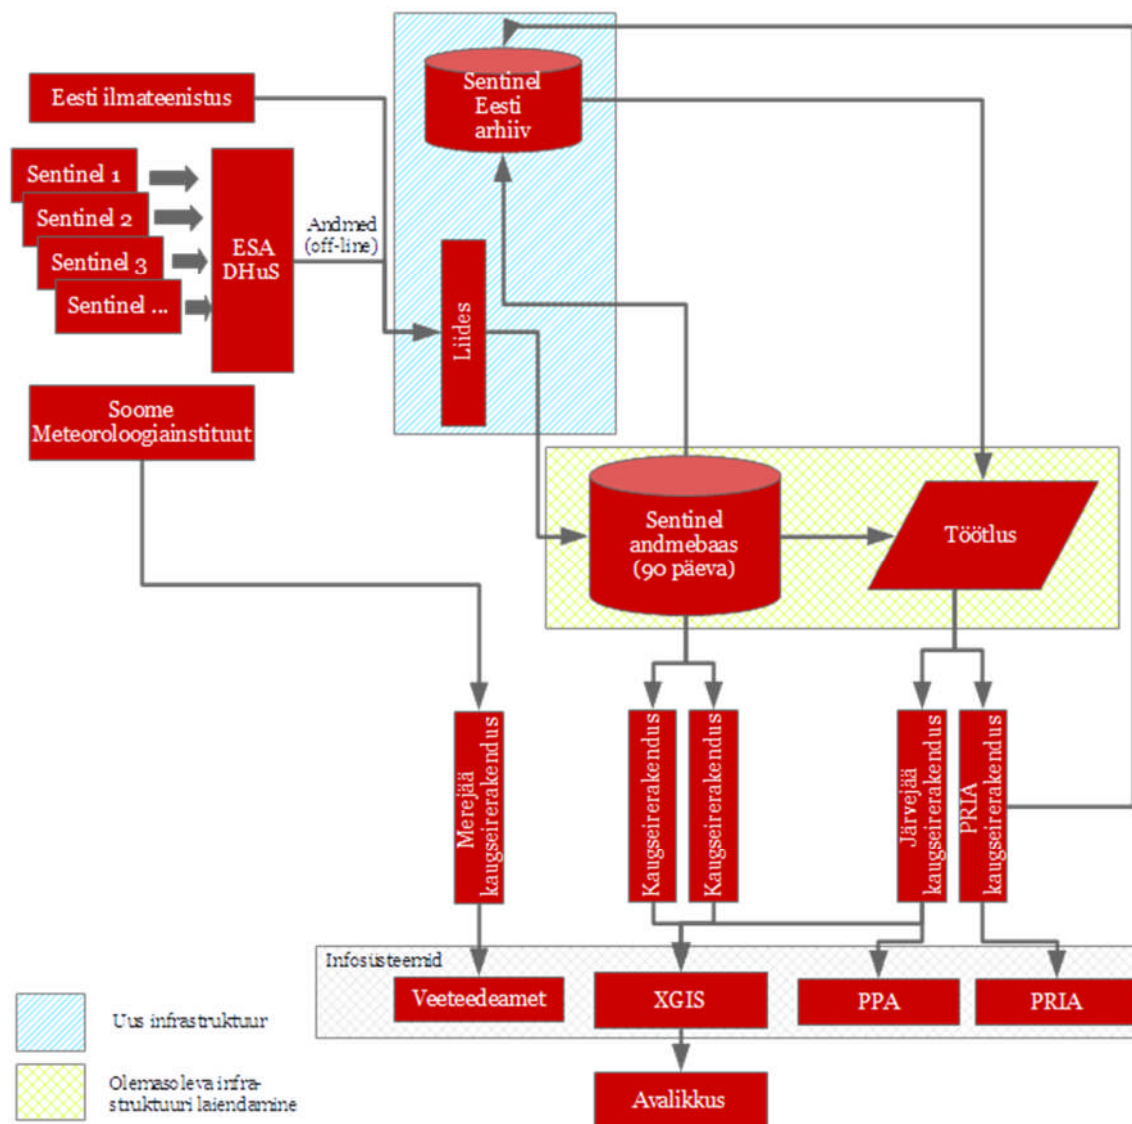 Eesti ilmateenistus
Sentinel 1
Sentinel 2
Sentinel 3
Sentinel ...
ESA
DHuS
Andmed
(off-line)
Sentinel
Eesti
arhiiv
Liides
Soome
Meteoroloogiainstituut
Sentinel
andmebaas
(90 päeva)
Töötlus
Merejää
kaugseirerakendus
Kaugseirerakendus
Kaugseirerakendus
Järvejää
kaugseirerakendus
PRIA
kaugseirerakendus
Infosüsteemid
Veeteedeamet
XGIS
PPA
PRIA
Avalikkus
Uus infrastruktuur
Olemasoleva infra-
struktuuri laiendamine